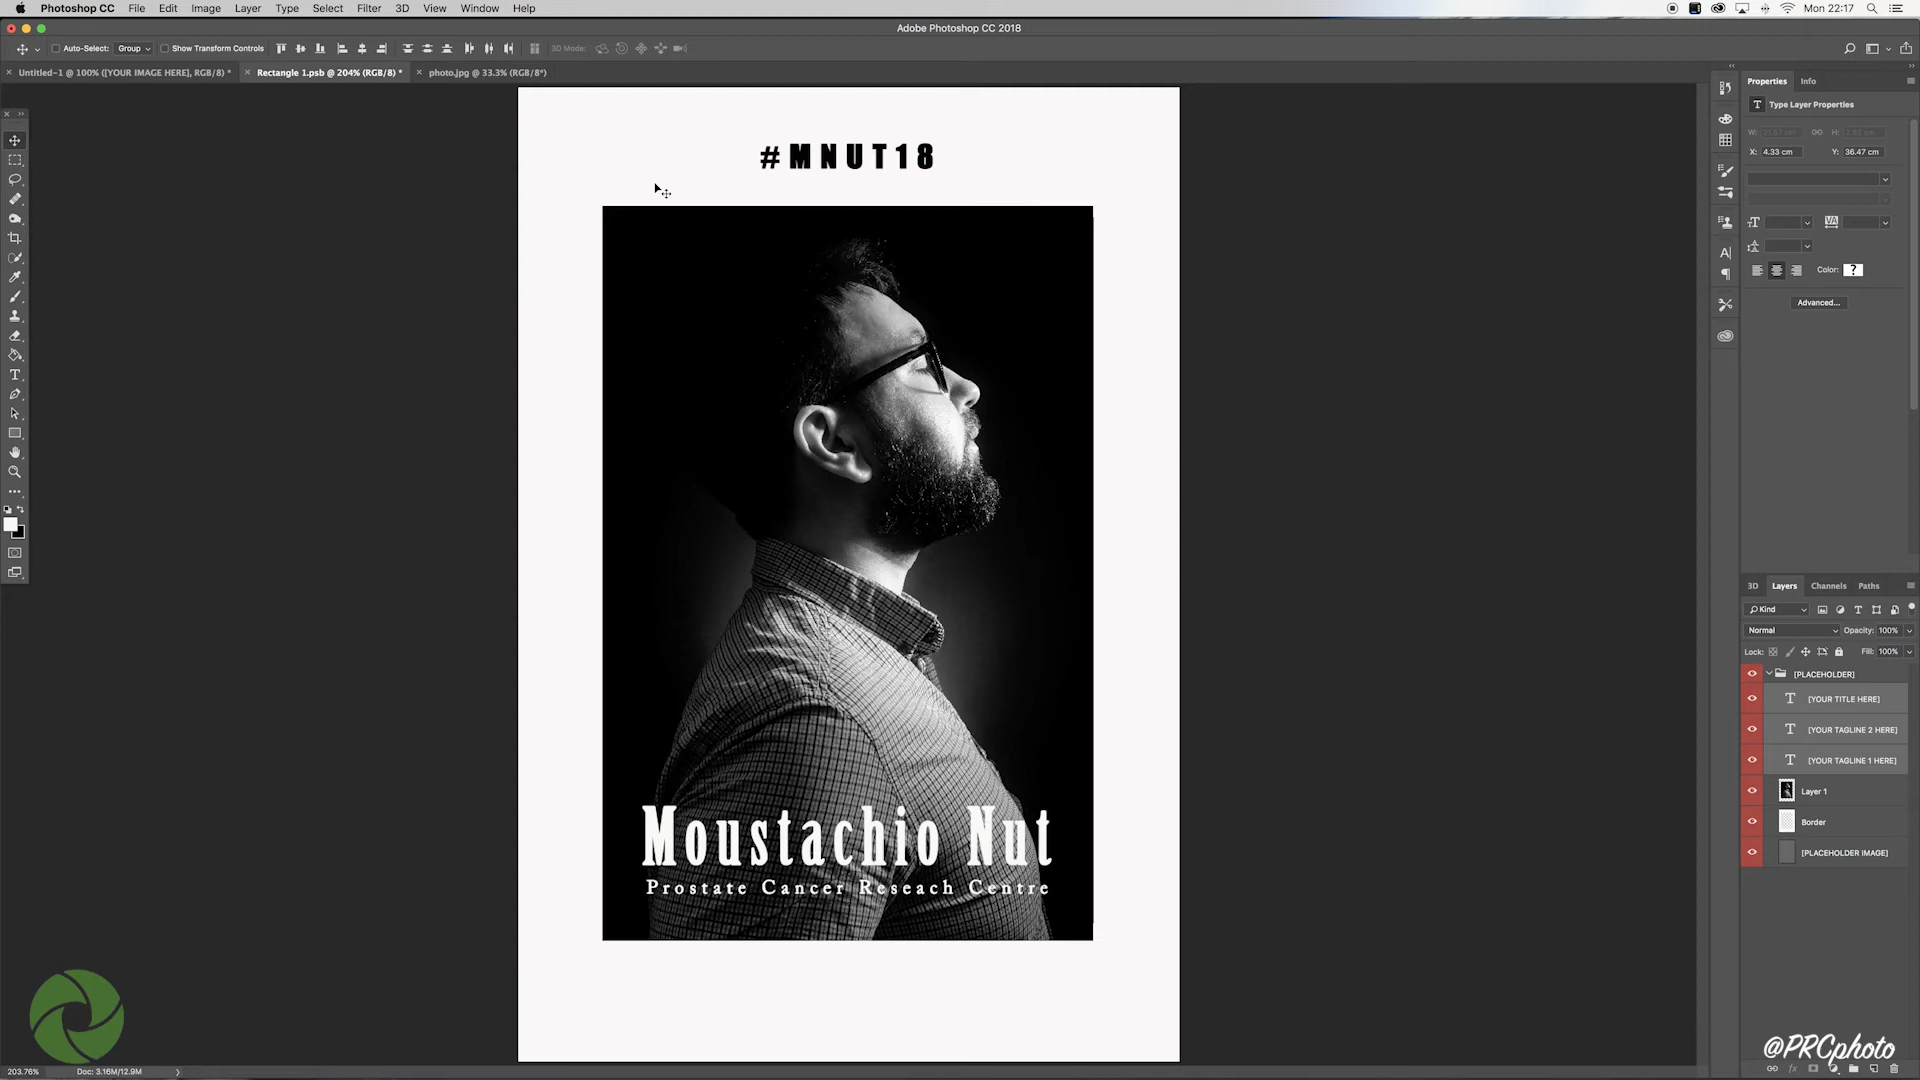 Photoshop CC File Edit Image Layer Type Select Filter 3D View Window Help Mon 22:17
Adobe Photoshop CC 2018
Auto-Select: Group Show Transform Controls 3D Mode:
Untitled-1 @ 100% ([YOUR IMAGE HERE], RGB/8) * Rectangle 1.psb @ 204% (RGB/8) * photo.jpg @ 33.3% (RGB/8*)
Properties Info
Type Layer Properties
W: H:
X: 4.33 cm Y: 36.47 cm
Color: ?
Advanced...
#MNUT18
Moustachio Nut
Prostate Cancer Reseach Centre
3D Layers Channels Paths
Kind
Normal Opacity: 100%
Lock: Fill: 100%
[PLACEHOLDER]
[YOUR TITLE HERE]
[YOUR TAGLINE 2 HERE]
[YOUR TAGLINE 1 HERE]
Layer 1
Border
[PLACEHOLDER IMAGE]
@PRCphoto
203.76% Doc: 3.16M/12.9M